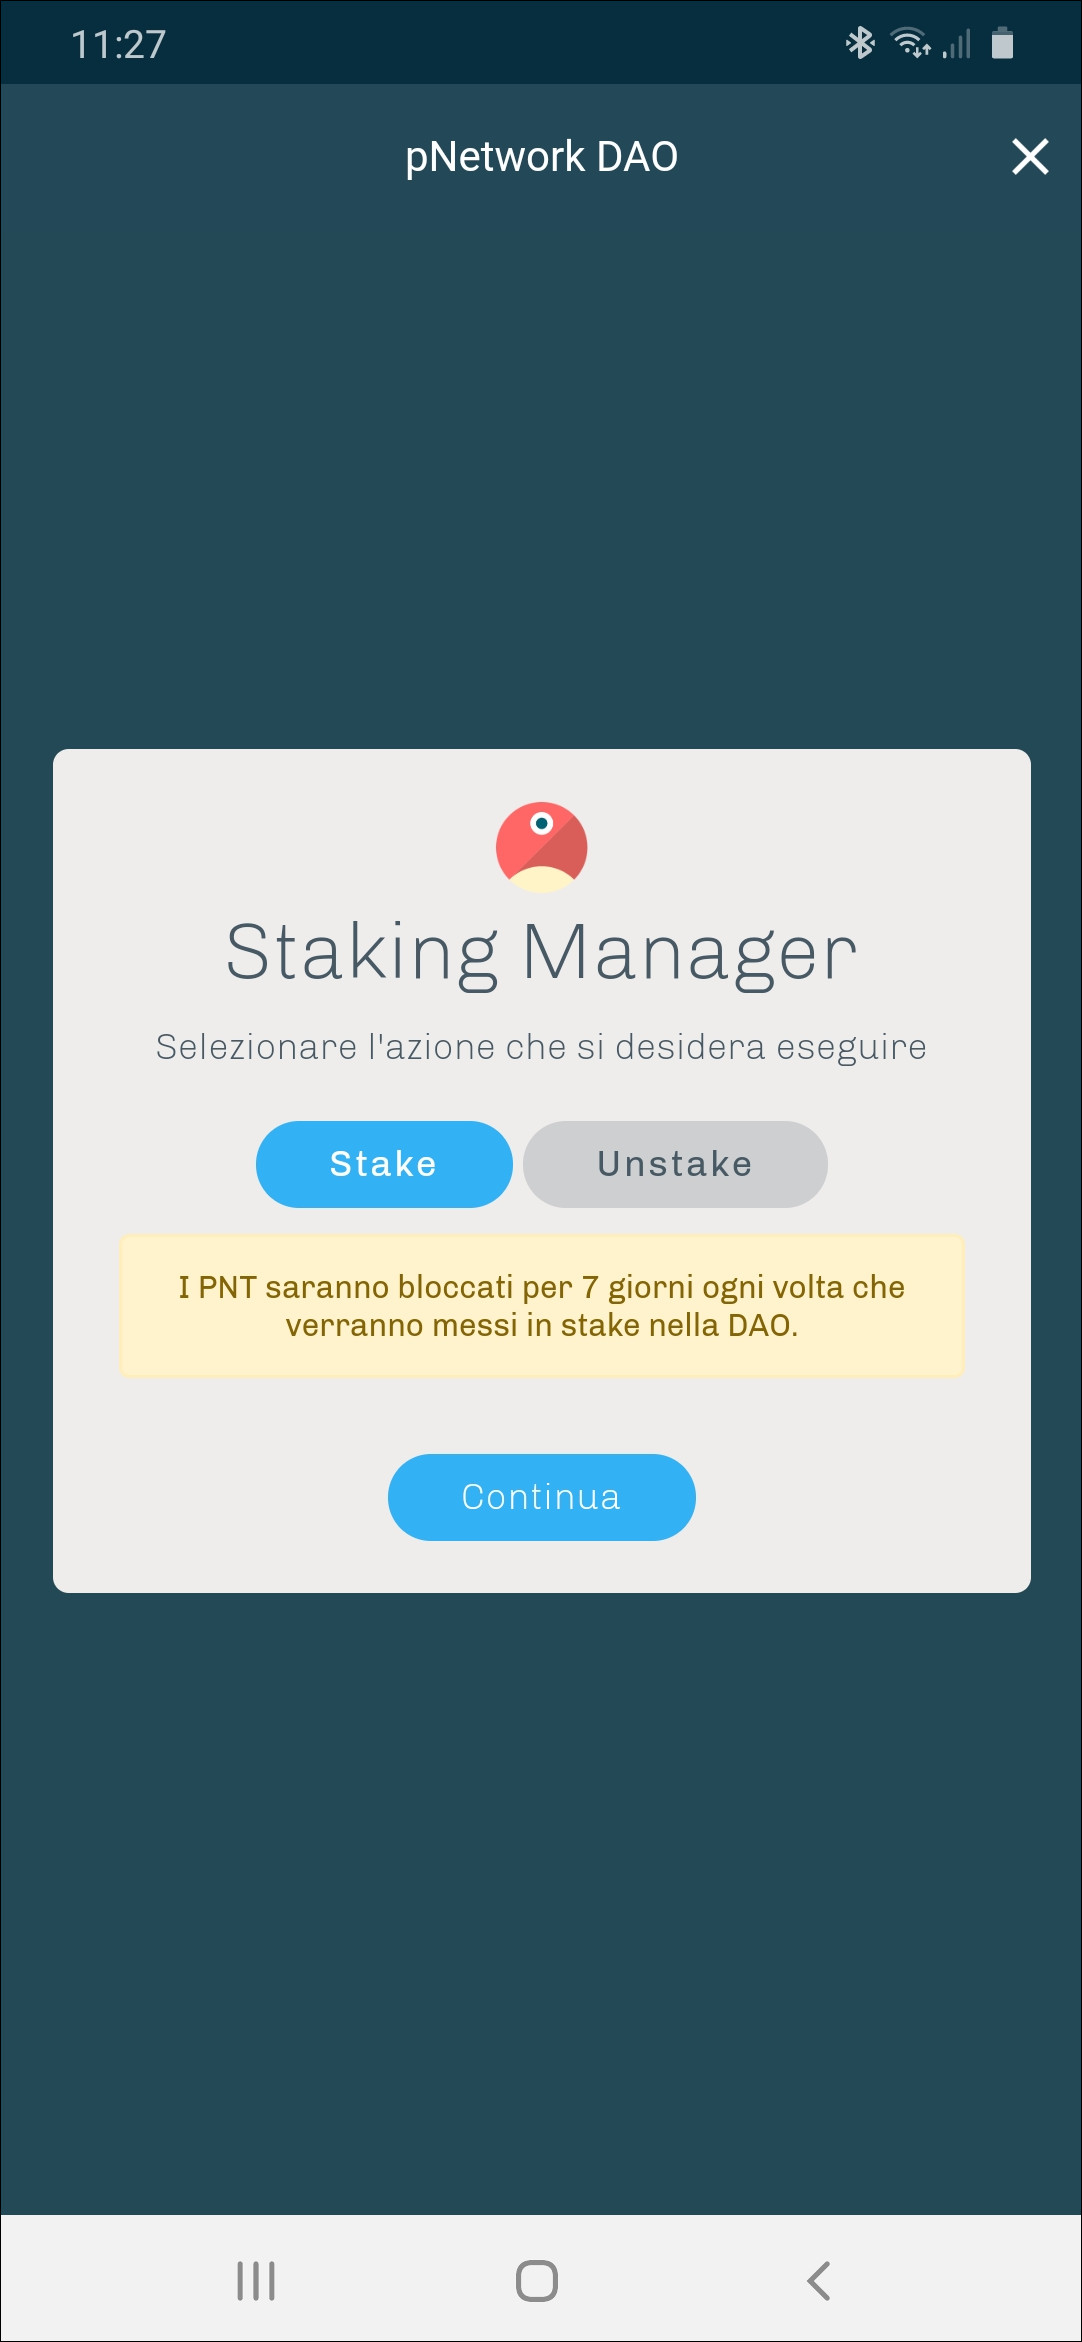 11:27
pNetwork DAO
Staking Manager
Selezionare l'azione che si desidera eseguire
Stake
Unstake
I PNT saranno bloccati per 7 giorni ogni volta che
verranno messi in stake nella DAO.
Continua